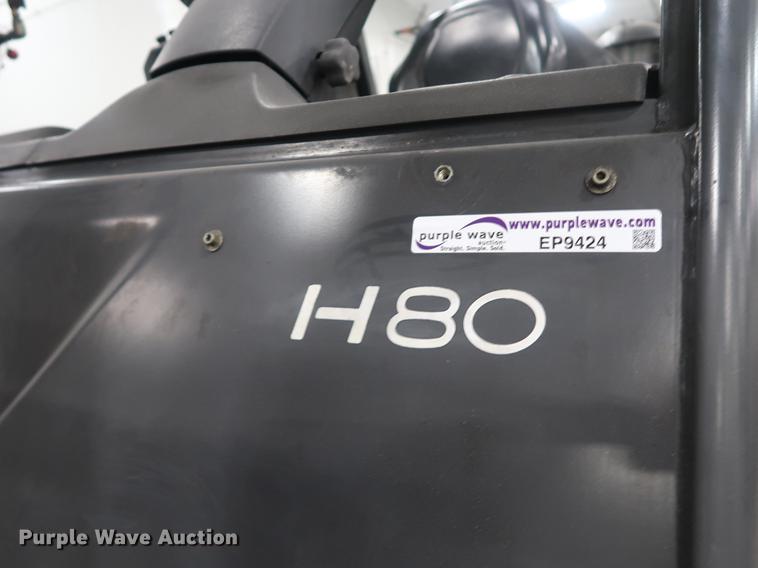 purple wave
auction
Straight. Simple. Sold.
www.purplewave.com
EP9424
H80
Purple Wave Auction